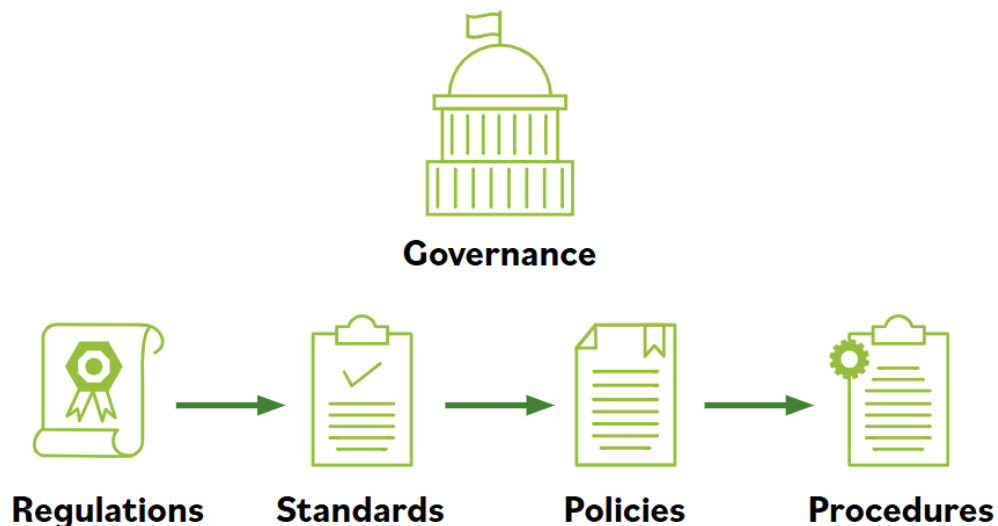 Governance
Regulations
Standards
Policies
Procedures